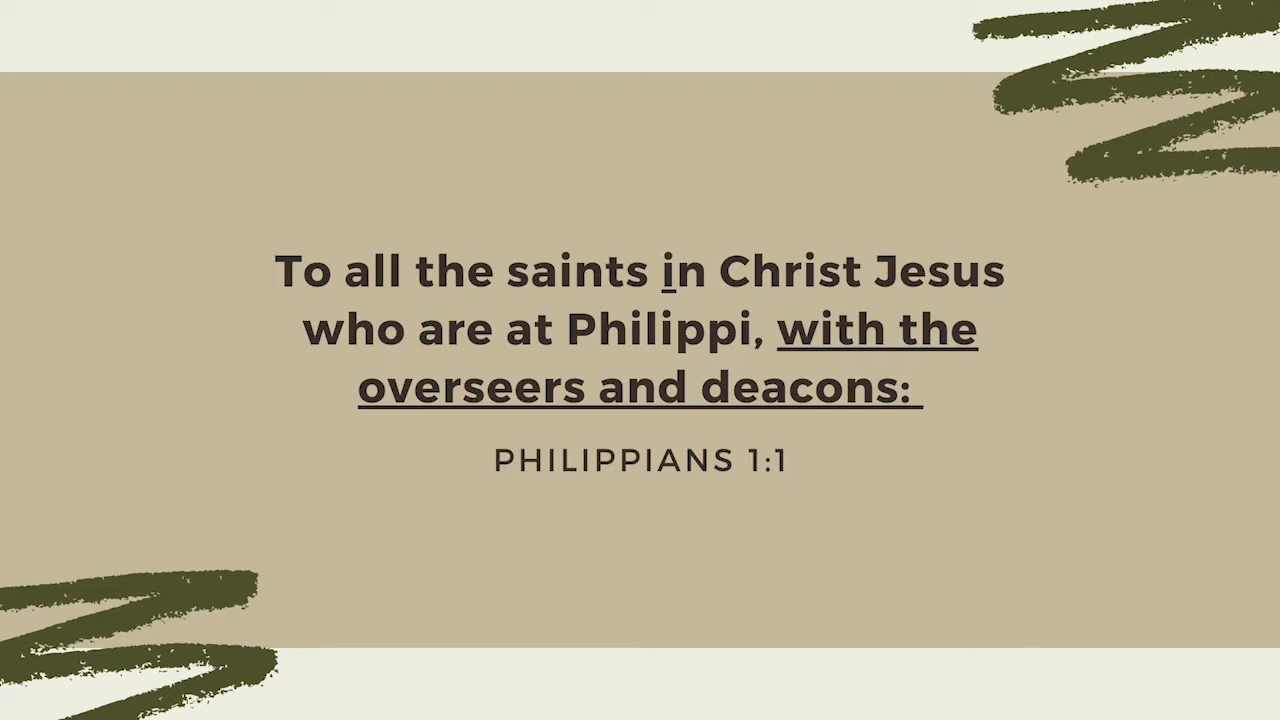 To all the saints in Christ Jesus
who are at Philippi, with the
overseers and deacons:
PHILIPPIANS 1:1